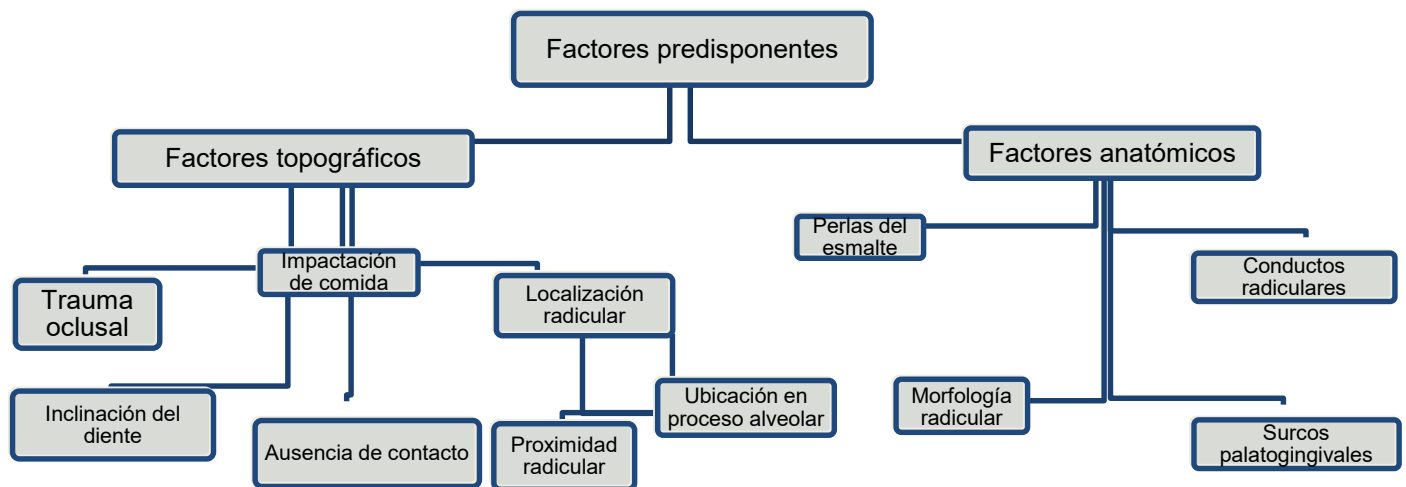 Factores predisponentes
Factores topográficos
Factores anatómicos
Perlas del
esmalte
Impactación
de comida
Conductos
radiculares
Trauma
oclusal
Localización
radicular
Inclinación del
diente
Ubicación en
proceso alveolar
Morfología
radicular
Ausencia de contacto
Proximidad
radicular
Surcos
palatogingivales